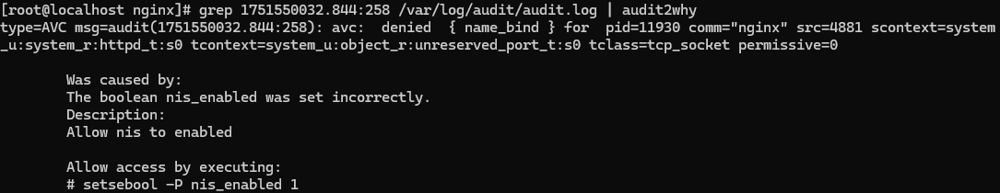 [root@localhost nginx]# grep 1751550032.844:258 /var/log/audit/audit.log | audit2why
type=AVC msg=audit(1751550032.844:258): avc:  denied  { name_bind } for  pid=11930 comm="nginx" src=4881 scontext=system
_u:system_r:httpd_t:s0 tcontext=system_u:object_r:unreserved_port_t:s0 tclass=tcp_socket permissive=0
Was caused by:
The boolean nis_enabled was set incorrectly.
Description:
Allow nis to enabled
Allow access by executing:
# setsebool -P nis_enabled 1